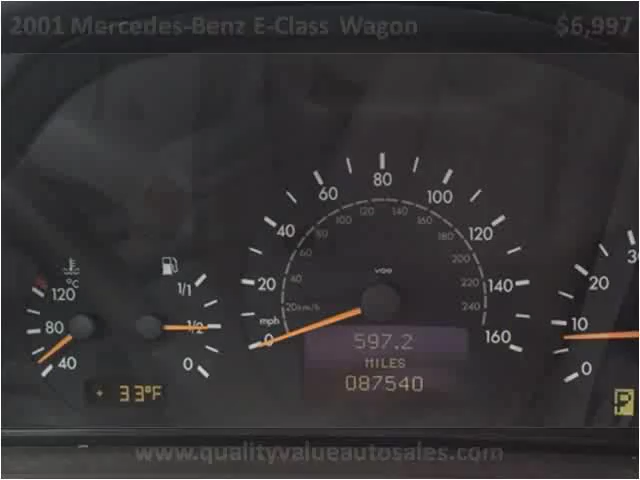 2001 Mercedes-Benz E-Class Wagon $6,997
80
60 100
40 120
20 140
mph 0 160
120 140
100 160
80 180
60 200
40 220
20 km/h 240
VDO
°C
120
80
40
1/1
1/2
0
30
20
10
0
597.2
MILES
087540
+ 33°F
P
www.qualityvalueautosales.com